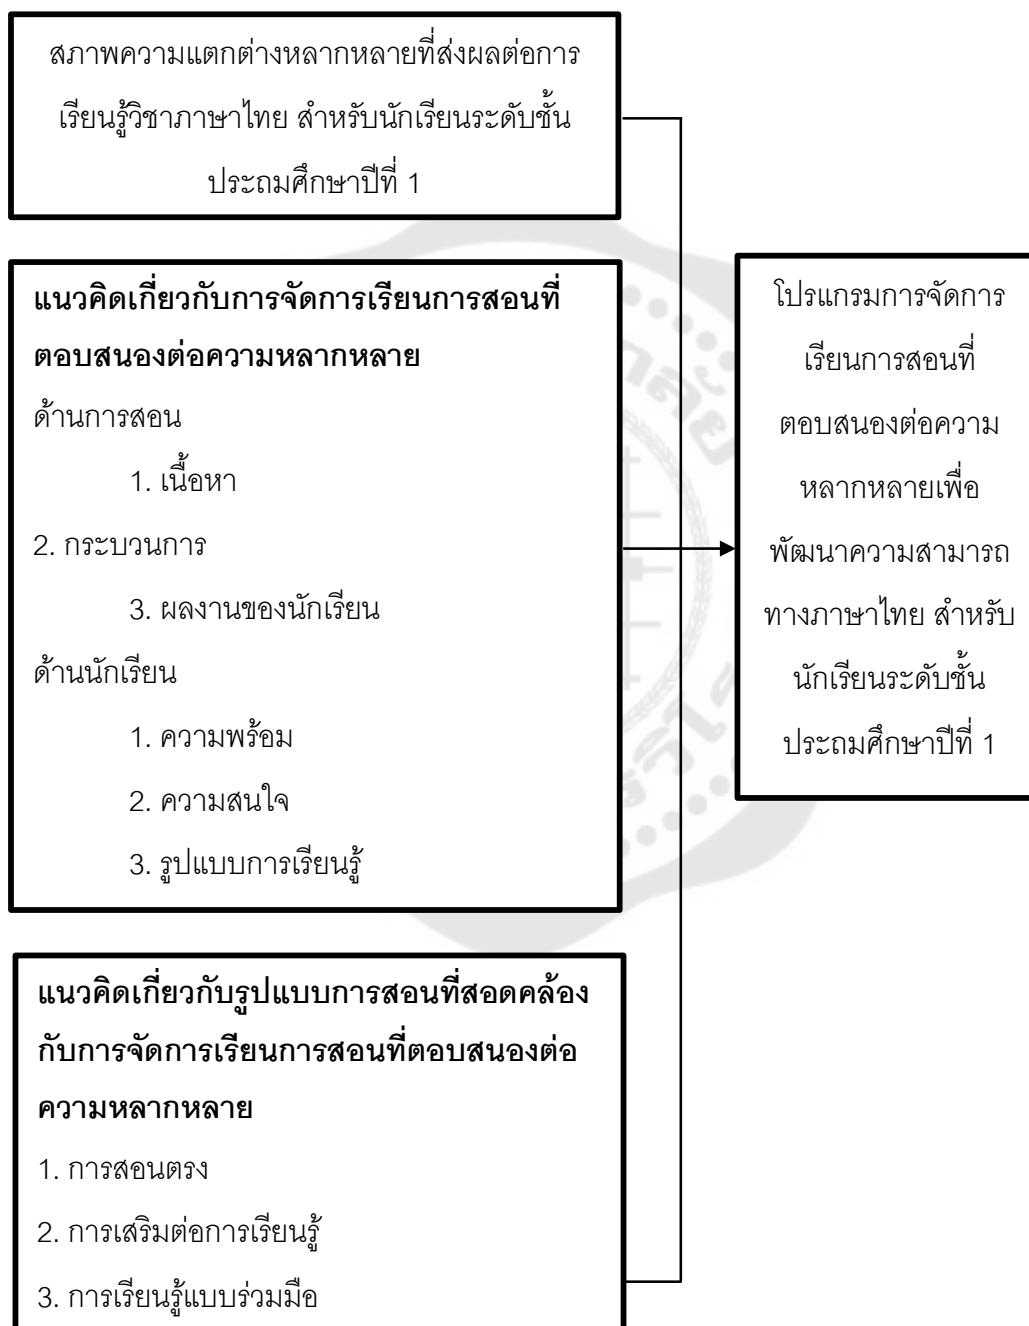 สภาพความแตกต่างหลากหลายที่ส่งผลต่อการ
เรียนรู้วิชาภาษาไทย สำหรับนักเรียนระดับชั้น
ประถมศึกษาปีที่ 1
แนวคิดเกี่ยวกับการจัดการเรียนการสอนที่
ตอบสนองต่อความหลากหลาย
ด้านการสอน
1. เนื้อหา
2. กระบวนการ
3. ผลงานของนักเรียน
ด้านนักเรียน
1. ความพร้อม
2. ความสนใจ
3. รูปแบบการเรียนรู้
แนวคิดเกี่ยวกับรูปแบบการสอนที่สอดคล้อง
กับการจัดการเรียนการสอนที่ตอบสนองต่อ
ความหลากหลาย
1. การสอนตรง
2. การเสริมต่อการเรียนรู้
3. การเรียนรู้แบบร่วมมือ
โปรแกรมการจัดการ
เรียนการสอนที่
ตอบสนองต่อความ
หลากหลายเพื่อ
พัฒนาความสามารถ
ทางภาษาไทย สำหรับ
นักเรียนระดับชั้น
ประถมศึกษาปีที่ 1